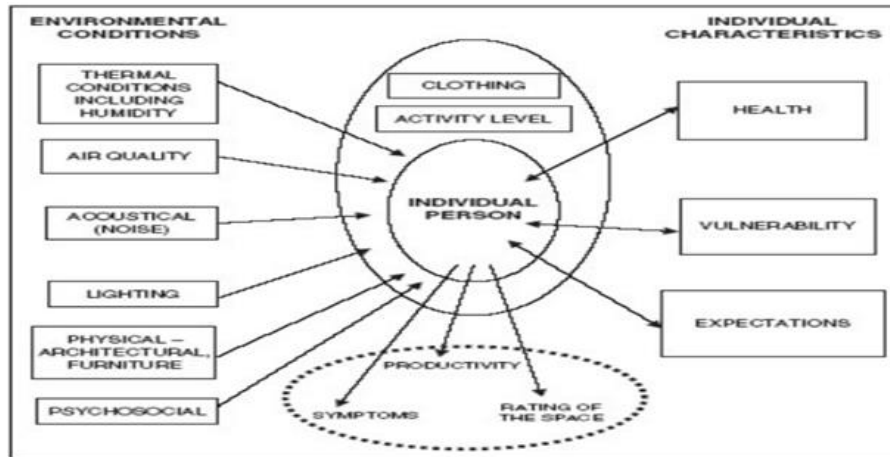 ENVIRONMENTAL
CONDITIONS
THERMAL
CONDITIONS
INCLUDING
HUMIDITY
AIR QUALITY
ACOUSTICAL
(NOISE)
LIGHTING
PHYSICAL –
ARCHITECTURAL,
FURNITURE
PSYCHOSOCIAL
CLOTHING
ACTIVITY LEVEL
INDIVIDUAL
PERSON
PRODUCTIVITY
SYMPTOMS
RATING OF
THE SPACE
INDIVIDUAL
CHARACTERISTICS
HEALTH
VULNERABILITY
EXPECTATIONS